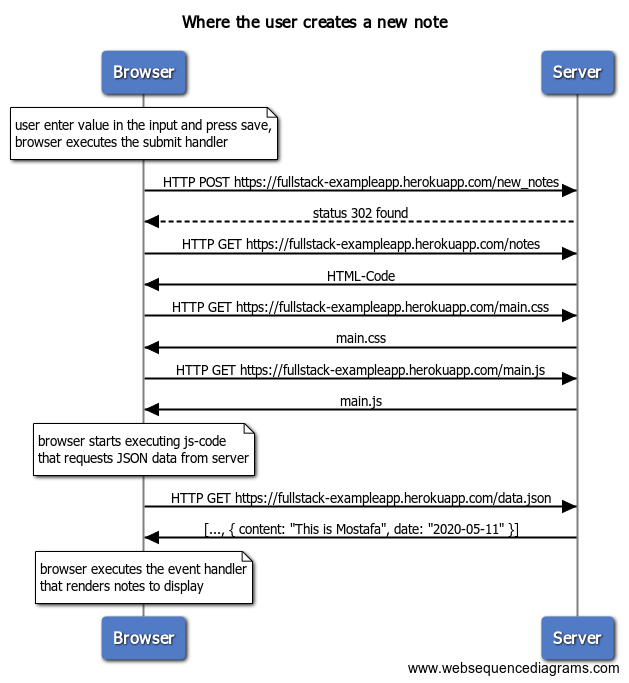 Where the user creates a new note
Browser
Server
user enter value in the input and press save,
browser executes the submit handler
HTTP POST https://fullstack-exampleapp.herokuapp.com/new_notes
status 302 found
HTTP GET https://fullstack-exampleapp.herokuapp.com/notes
HTML-Code
HTTP GET https://fullstack-exampleapp.herokuapp.com/main.css
main.css
HTTP GET https://fullstack-exampleapp.herokuapp.com/main.js
main.js
browser starts executing js-code
that requests JSON data from server
HTTP GET https://fullstack-exampleapp.herokuapp.com/data.json
[..., { content: "This is Mostafa", date: "2020-05-11" }]
browser executes the event handler
that renders notes to display
Browser
Server
www.websequencediagrams.com